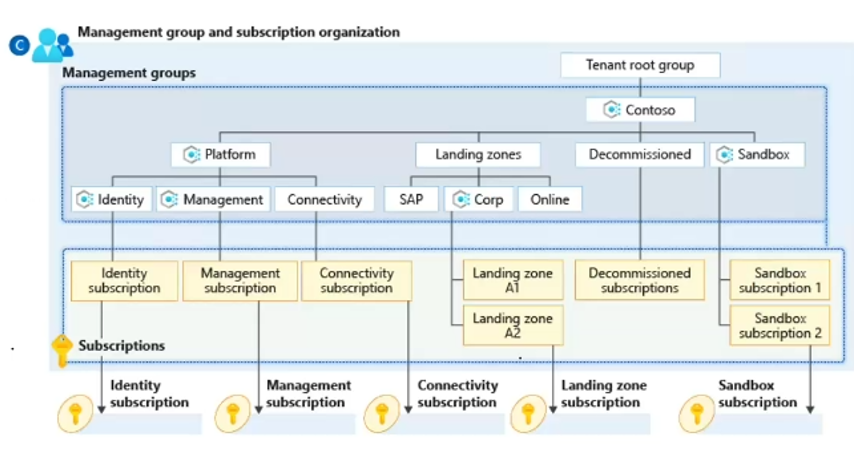 Management group and subscription organization
C
Management groups
Tenant root group
Contoso
Platform
Landing zones
Decommissioned
Sandbox
Identity
Management
Connectivity
SAP
Corp
Online
Identity
subscription
Management
subscription
Connectivity
subscription
Landing zone
A1
Decommissioned
subscriptions
Sandbox
subscription 1
Landing zone
A2
Sandbox
subscription 2
Subscriptions
Identity
subscription
Management
subscription
Connectivity
subscription
Landing zone
subscription
Sandbox
subscription